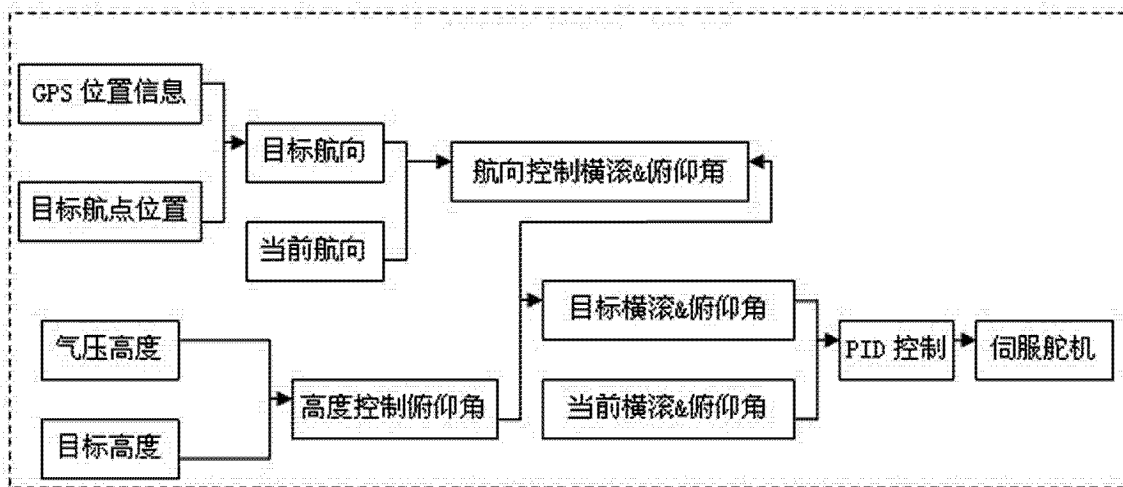 GPS 位置信息
目标航点位置
目标航向
当前航向
航向控制横滚&俯仰角
气压高度
目标高度
高度控制俯仰角
目标横滚&俯仰角
当前横滚&俯仰角
PID 控制
伺服舵机